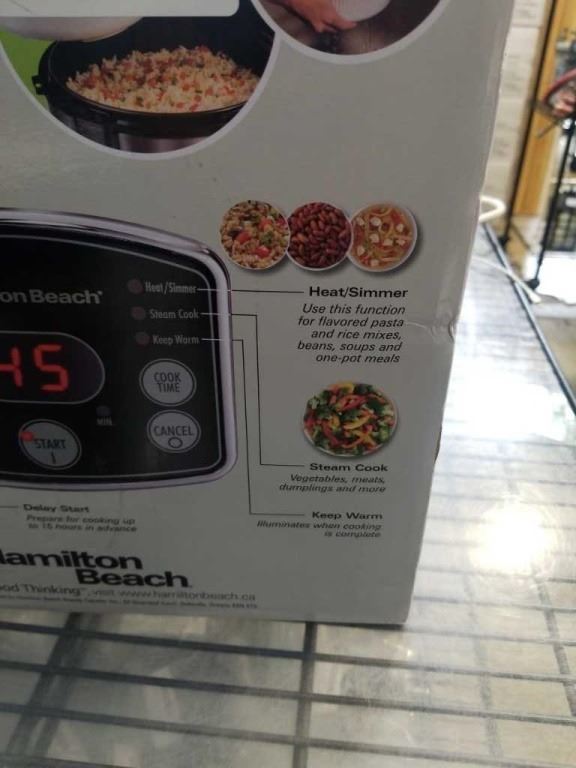 on Beach®
Heat/Simmer
Steam Cook
Keep Warm
45
COOK
TIME
MIN.
CANCEL
START
Heat/Simmer
Use this function
for flavored pasta
and rice mixes,
beans, soups and
one-pot meals
Steam Cook
Vegetables, meats,
dumplings and more
Keep Warm
Illuminates when cooking
is complete
Delay Start
Prepare for cooking up
to 15 hours in advance
Hamilton
Beach
ood Thinking™, visit www.hamiltonbeach.ca